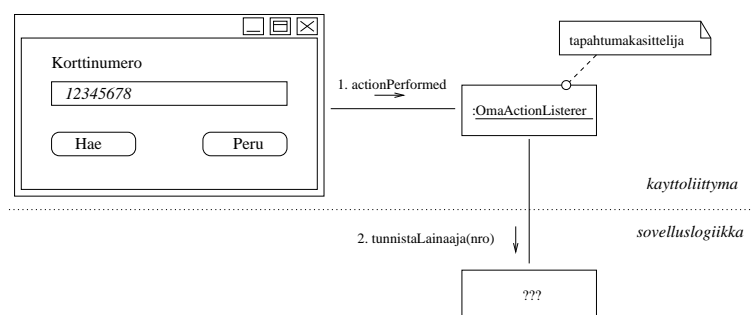 tapahtumakasittelija
Korttinumero
1. actionPerformed
12345678
:OmaActionListerer
Hae
Peru
kayttoliittyma
2. tunnistaLainaaja(nro)
sovelluslogiikka
???